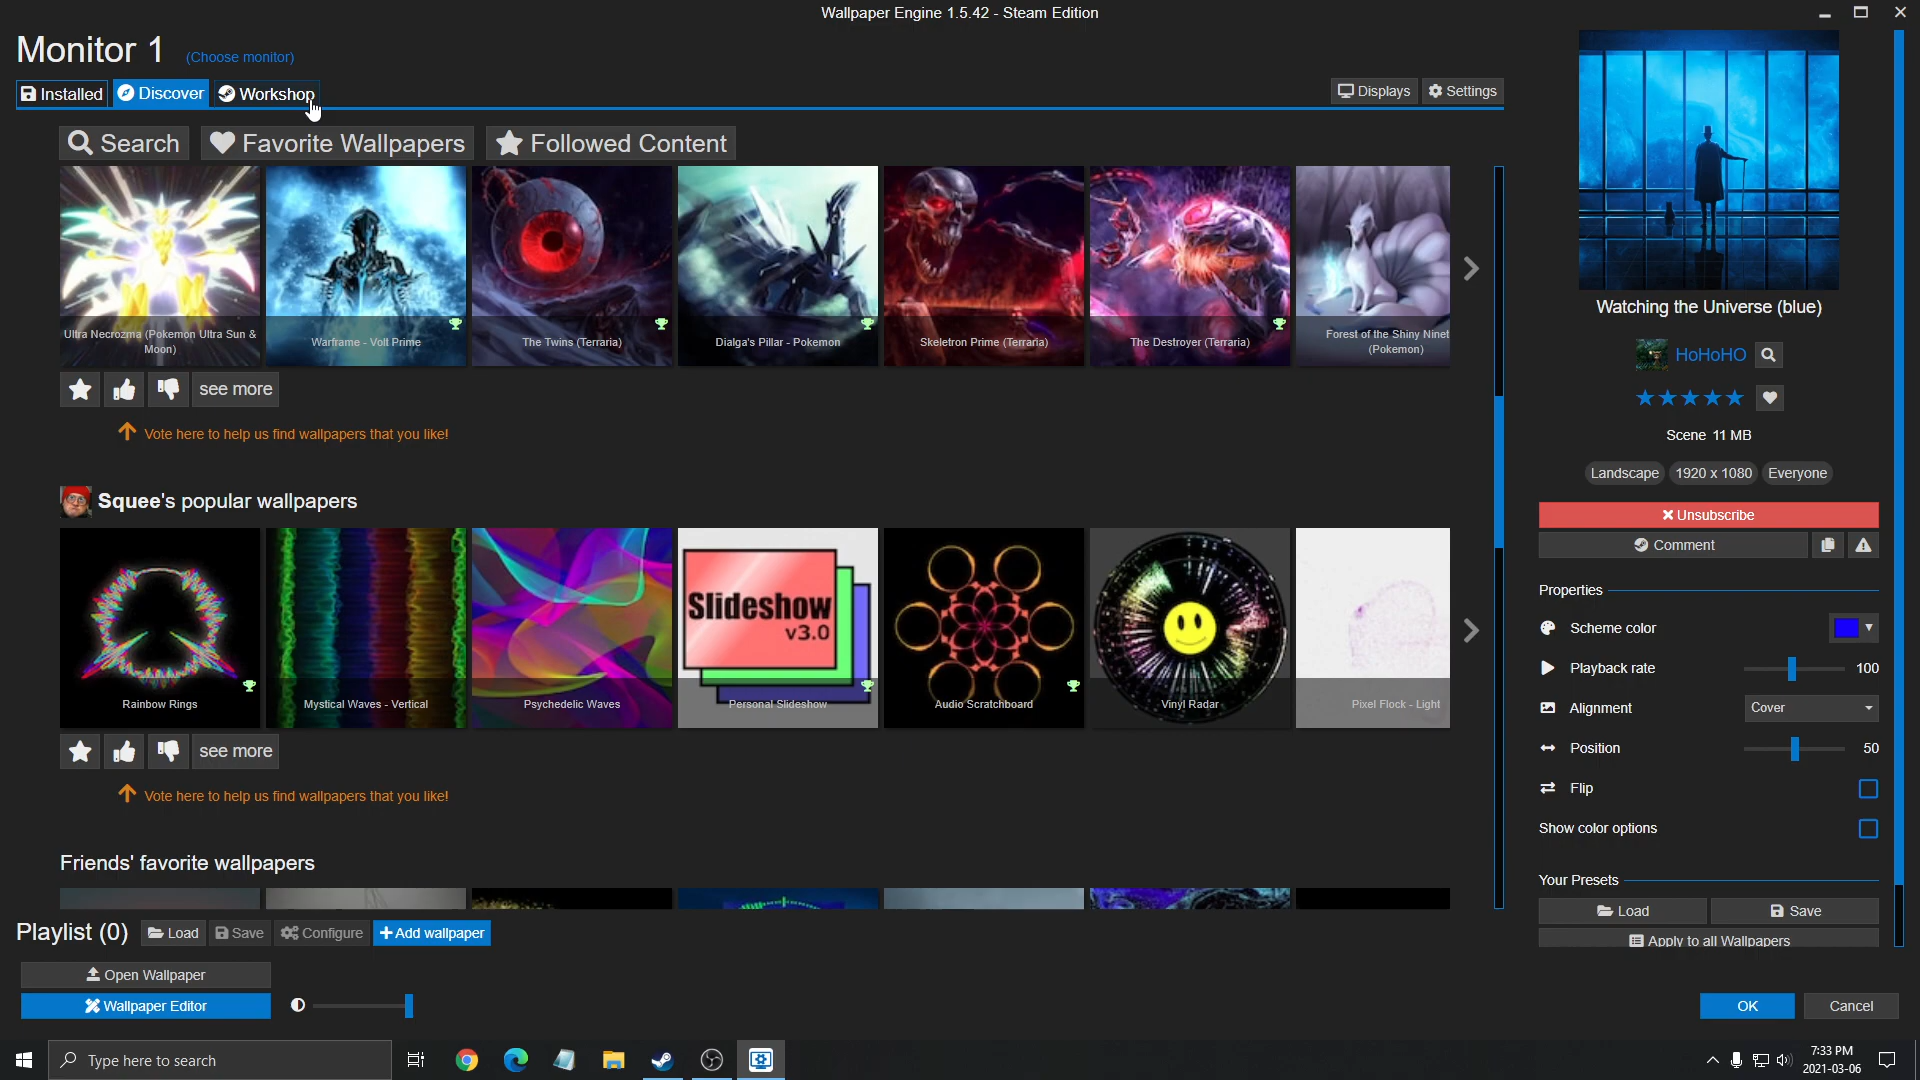 Wallpaper Engine 1.5.42 - Steam Edition
Monitor 1 (Choose monitor)
Installed Discover Workshop
Displays Settings
Search Favorite Wallpapers Followed Content
Ultra Necrozma (Pokemon Ultra Sun &
Moon)
Warframe - Volt Prime
The Twins (Terraria)
Dialga's Pillar - Pokemon
Skeletron Prime (Terraria)
The Destroyer (Terraria)
Forest of the Shiny Ninet
(Pokemon)
see more
Vote here to help us find wallpapers that you like!
Squee's popular wallpapers
Slideshow
v3.0
Rainbow Rings
Mystical Waves - Vertical
Psychedelic Waves
Personal Slideshow
Audio Scratchboard
Vinyl Radar
Pixel Flock - Light
see more
Vote here to help us find wallpapers that you like!
Friends' favorite wallpapers
Playlist (0) Load Save Configure Add wallpaper
Open Wallpaper
Wallpaper Editor
Watching the Universe (blue)
HoHoHO
Scene 11 MB
Landscape 1920 x 1080 Everyone
Unsubscribe
Comment
Properties
Scheme color
Playback rate 100
Alignment Cover
Position 50
Flip
Show color options
Your Presets
Load Save
Apply to all Wallpapers
OK Cancel
Type here to search
7:33 PM
2021-03-06